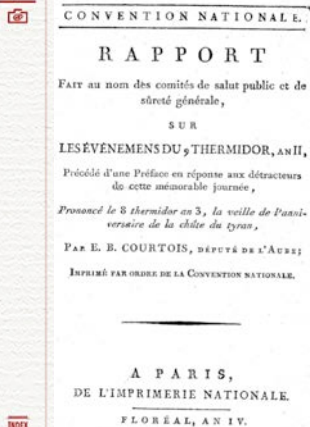 CONVENTION NATIONALE.
RAPPORT
FAIT au nom des comités de salut public et de
sûreté générale,
SUR
LES ÉVÉNEMENS DU 9 THERMIDOR, AN II,
Précédé d'une Préface en réponse aux détracteurs
de cette mémorable journée,
Prononcé le 8 thermidor an 3, la veille de l'anni-
versaire de la chûte du tyran,
PAR E. B. COURTOIS, DÉPUTÉ DE L'AUBE;
IMPRIMÉ PAR ORDRE DE LA CONVENTION NATIONALE.
A PARIS,
DE L'IMPRIMERIE NATIONALE.
FLORÉAL, AN IV.
INDEX